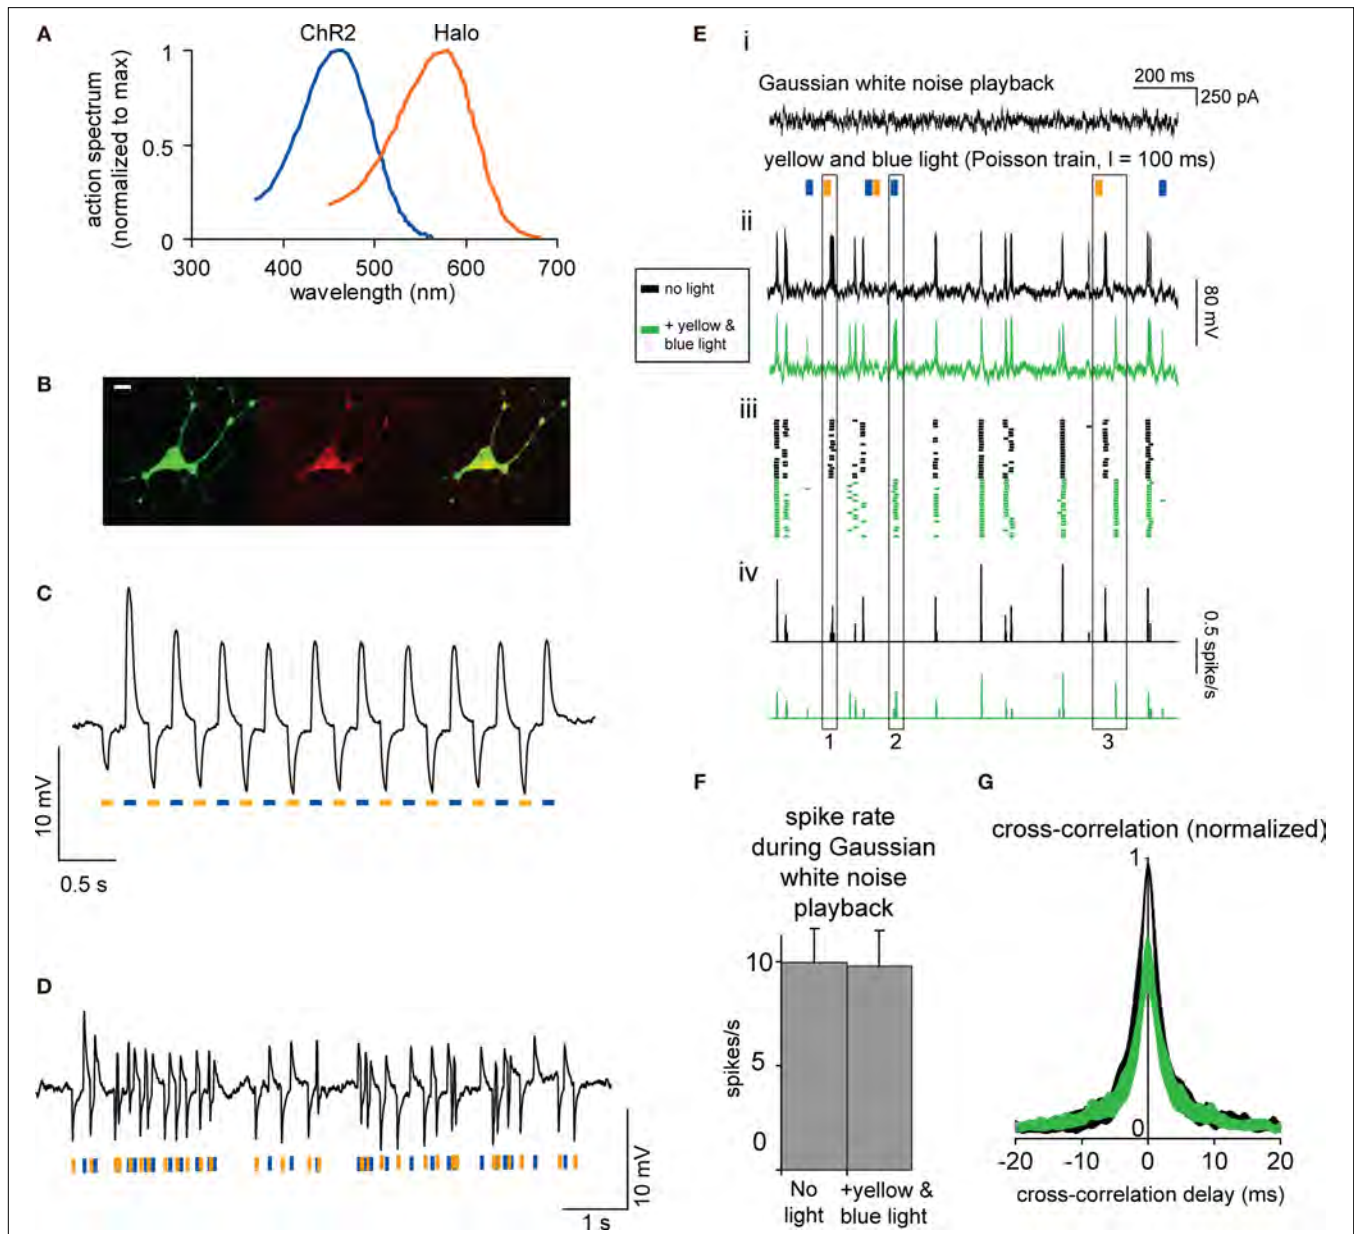 A
ChR2
Halo
action spectrum
(normalized to max)
1
0.5
0
300
400
500
600
700
wavelength (nm)
B
C
10 mV
0.5 s
D
10 mV
1 s
E
i
Gaussian white noise playback
200 ms
250 pA
yellow and blue light (Poisson train, l = 100 ms)
ii
no light
+ yellow &
blue light
80 mV
iii
iv
0.5 spike/s
1
2
3
F
spike rate
during Gaussian
white noise
playback
spikes/s
10
5
0
No
light
+yellow &
blue light
G
cross-correlation (normalized)
1
0
-20
-10
0
10
20
cross-correlation delay (ms)